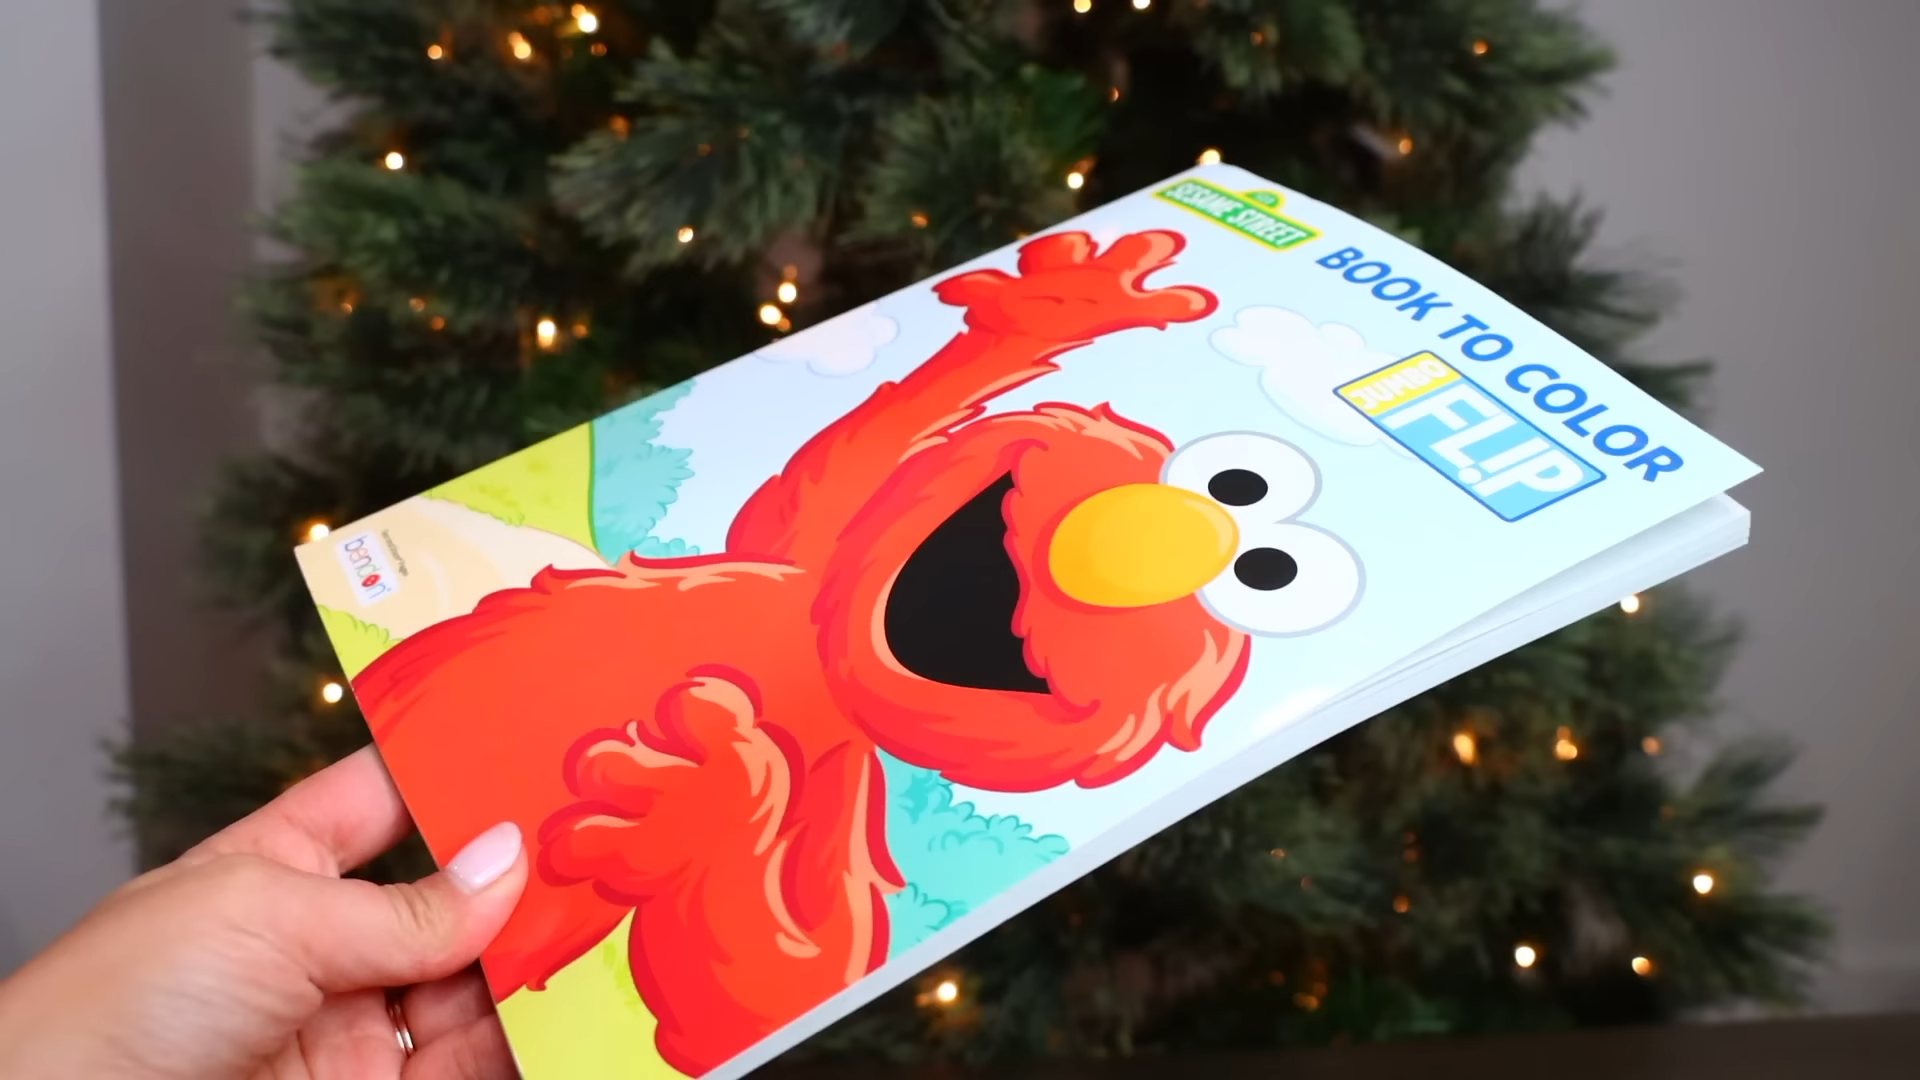 SESAME STREET
BOOK TO COLOR
JUMBO
FLIP
bendon